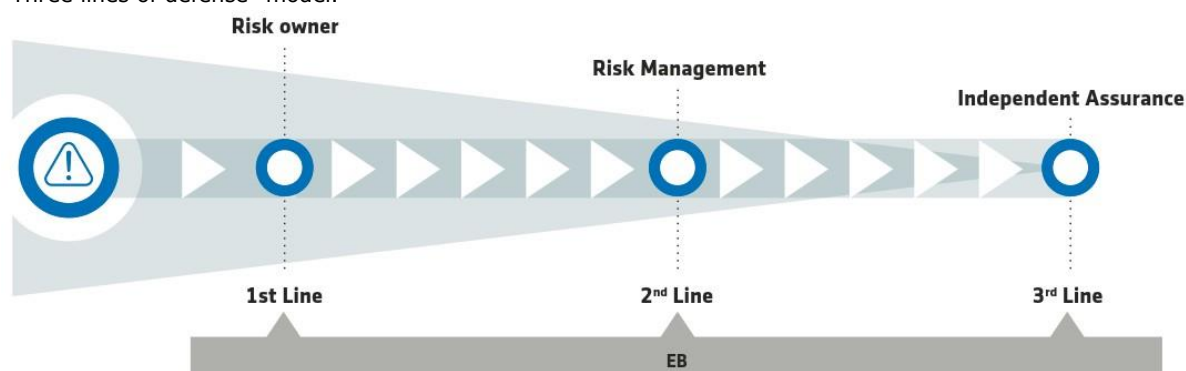 Three lines of defense" model.
Risk owner
Risk Management
Independent Assurance
1st Line
2nd Line
3rd Line
EB